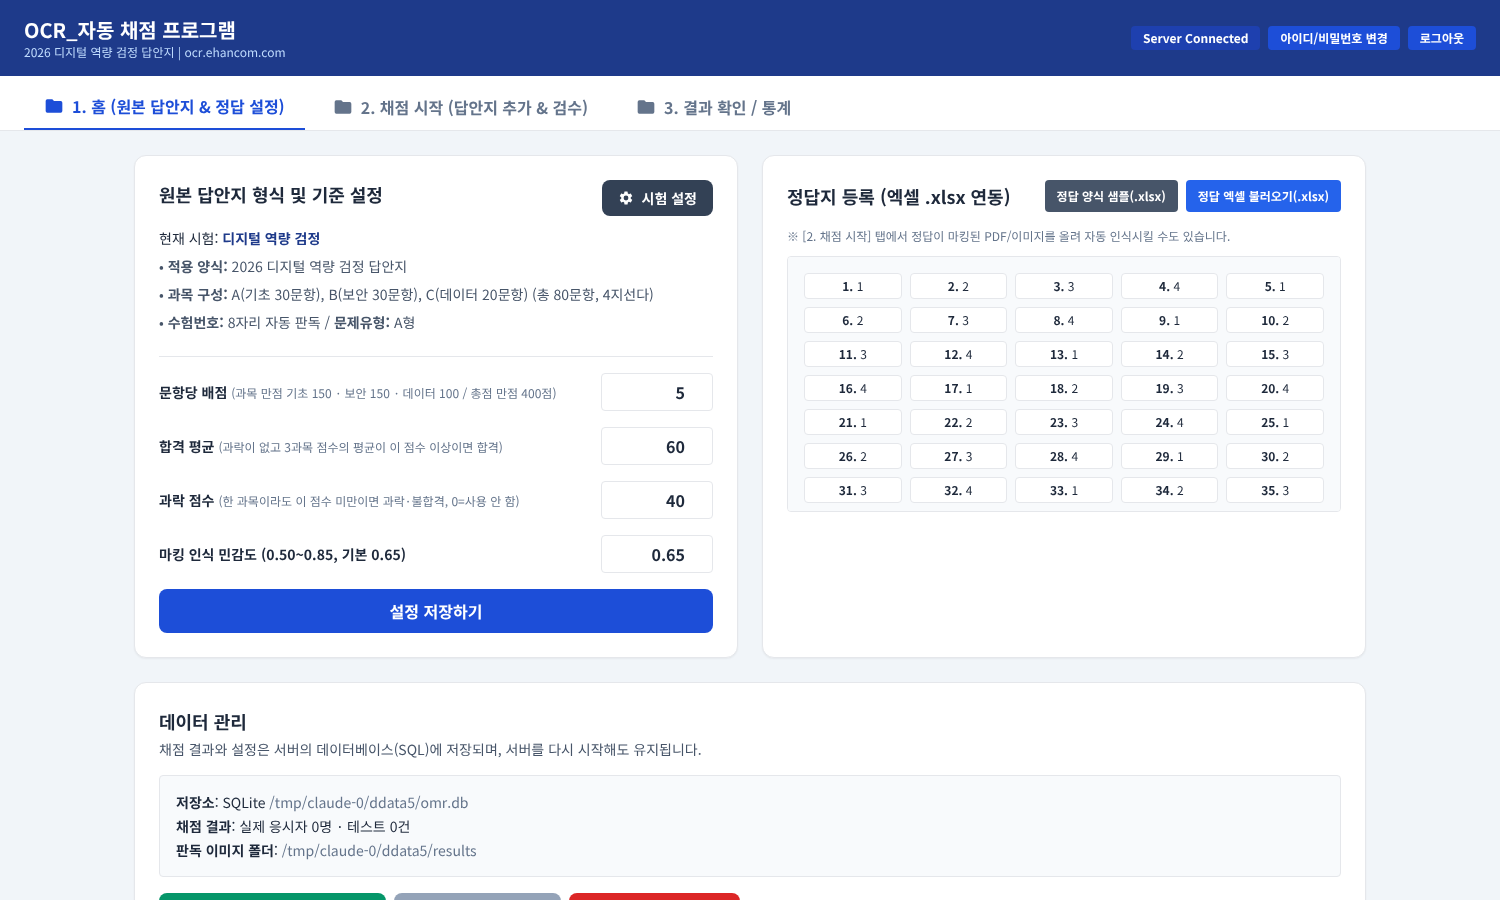 OCR_자동 채점 프로그램
2026 디지털 역량 검정 답안지 | ocr.ehancom.com
Server Connected
아이디/비밀번호 변경
로그아웃
1. 홈 (원본 답안지 & 정답 설정)
2. 채점 시작 (답안지 추가 & 검수)
3. 결과 확인 / 통계
원본 답안지 형식 및 기준 설정
시험 설정
현재 시험: 디지털 역량 검정
• 적용 양식: 2026 디지털 역량 검정 답안지
• 과목 구성: A(기초 30문항), B(보안 30문항), C(데이터 20문항) (총 80문항, 4지선다)
• 수험번호: 8자리 자동 판독 / 문제유형: A형
문항당 배점 (과목 만점 기초 150 · 보안 150 · 데이터 100 / 총점 만점 400점)
5
합격 평균 (과락이 없고 3과목 점수의 평균이 이 점수 이상이면 합격)
60
과락 점수 (한 과목이라도 이 점수 미만이면 과락·불합격, 0=사용 안 함)
40
마킹 인식 민감도 (0.50~0.85, 기본 0.65)
0.65
설정 저장하기
정답지 등록 (엑셀 .xlsx 연동)
정답 양식 샘플(.xlsx)
정답 엑셀 불러오기(.xlsx)
※ [2. 채점 시작] 탭에서 정답이 마킹된 PDF/이미지를 올려 자동 인식시킬 수도 있습니다.
1. 1
2. 2
3. 3
4. 4
5. 1
6. 2
7. 3
8. 4
9. 1
10. 2
11. 3
12. 4
13. 1
14. 2
15. 3
16. 4
17. 1
18. 2
19. 3
20. 4
21. 1
22. 2
23. 3
24. 4
25. 1
26. 2
27. 3
28. 4
29. 1
30. 2
31. 3
32. 4
33. 1
34. 2
35. 3
데이터 관리
채점 결과와 설정은 서버의 데이터베이스(SQL)에 저장되며, 서버를 다시 시작해도 유지됩니다.
저장소: SQLite /tmp/claude-0/ddata5/omr.db
채점 결과: 실제 응시자 0명 · 테스트 0건
판독 이미지 폴더: /tmp/claude-0/ddata5/results